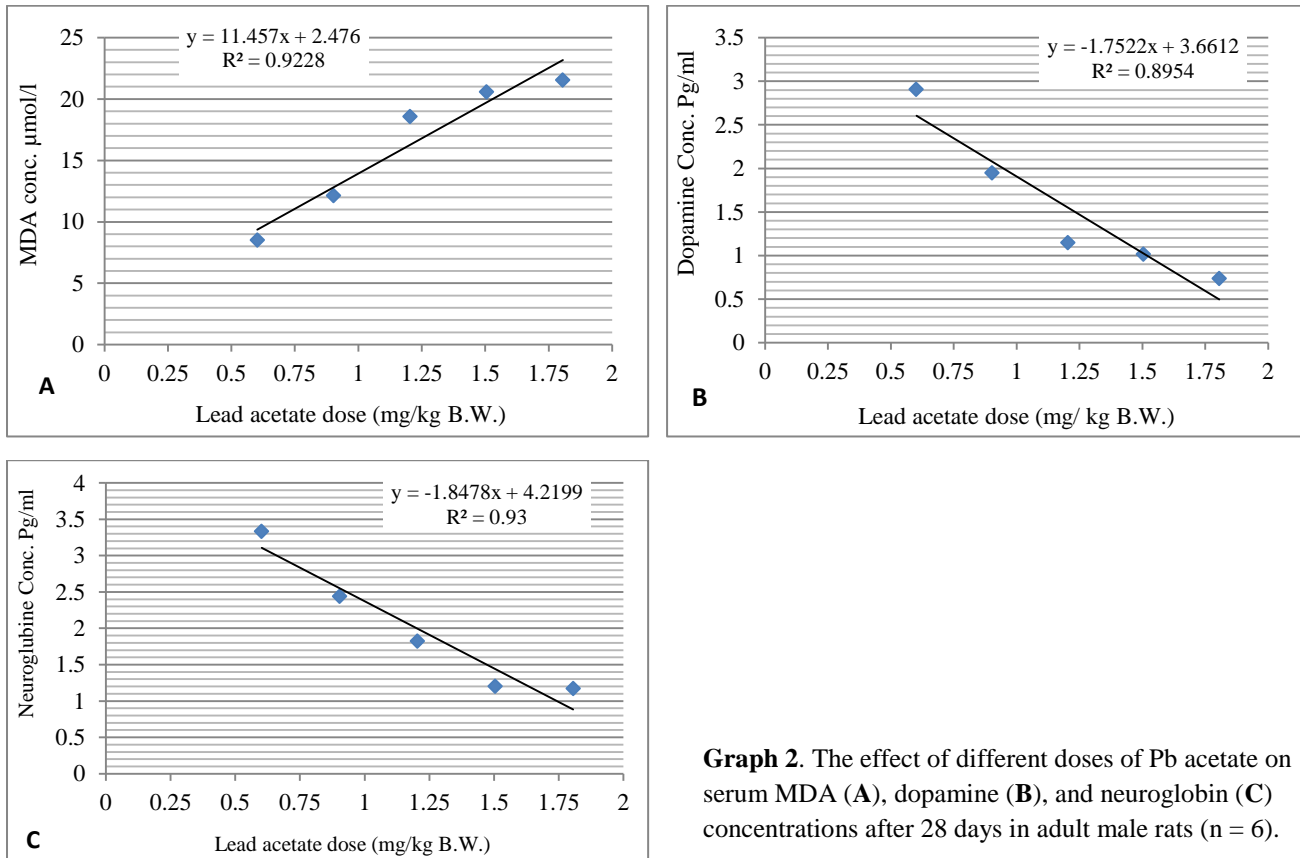 y = 11.457x + 2.476
R² = 0.9228
25
20
15
10
5
0
MDA conc. µmol/l
0 0.25 0.5 0.75 1 1.25 1.5 1.75 2
A
Lead acetate dose (mg/kg B.W.)
y = -1.7522x + 3.6612
R² = 0.8954
3.5
3
2.5
2
1.5
1
0.5
0
Dopamine Conc. Pg/ml
0 0.25 0.5 0.75 1 1.25 1.5 1.75 2
B
Lead acetate dose (mg/ kg B.W.)
y = -1.8478x + 4.2199
R² = 0.93
4
3.5
3
2.5
2
1.5
1
0.5
0
Neuroglubine Conc. Pg/ml
0 0.25 0.5 0.75 1 1.25 1.5 1.75 2
C
Lead acetate dose (mg/kg B.W.)
Graph 2. The effect of different doses of Pb acetate on
serum MDA (A), dopamine (B), and neuroglobin (C)
concentrations after 28 days in adult male rats (n = 6).